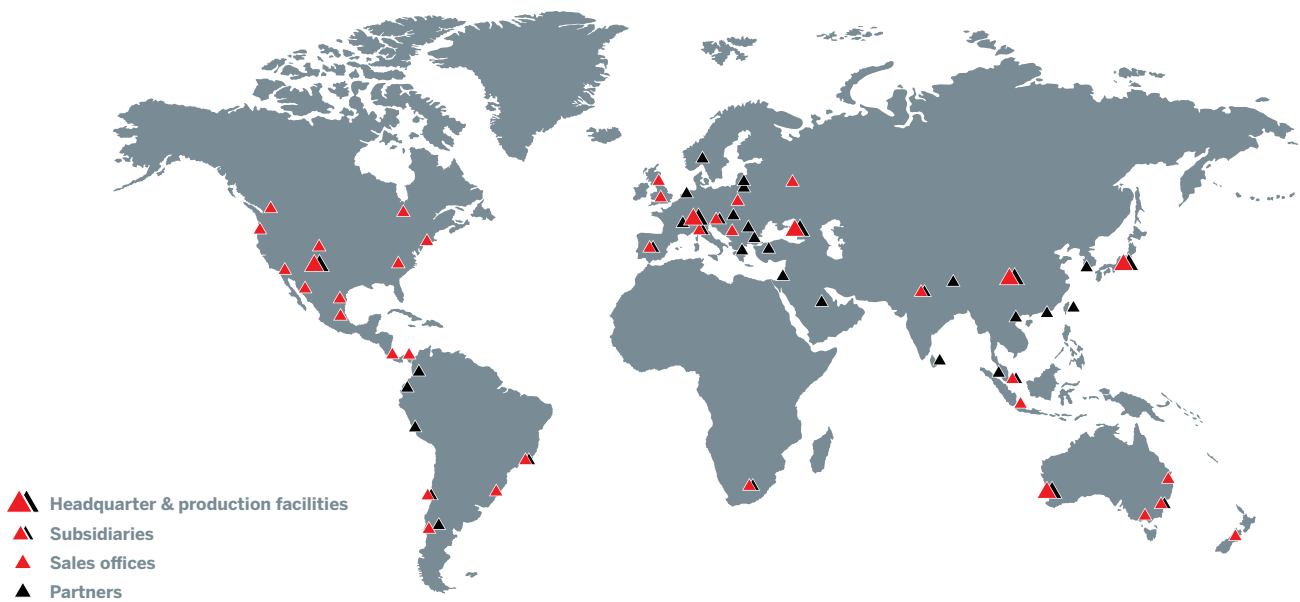 Headquarter & production facilities
Subsidiaries
Sales offices
Partners